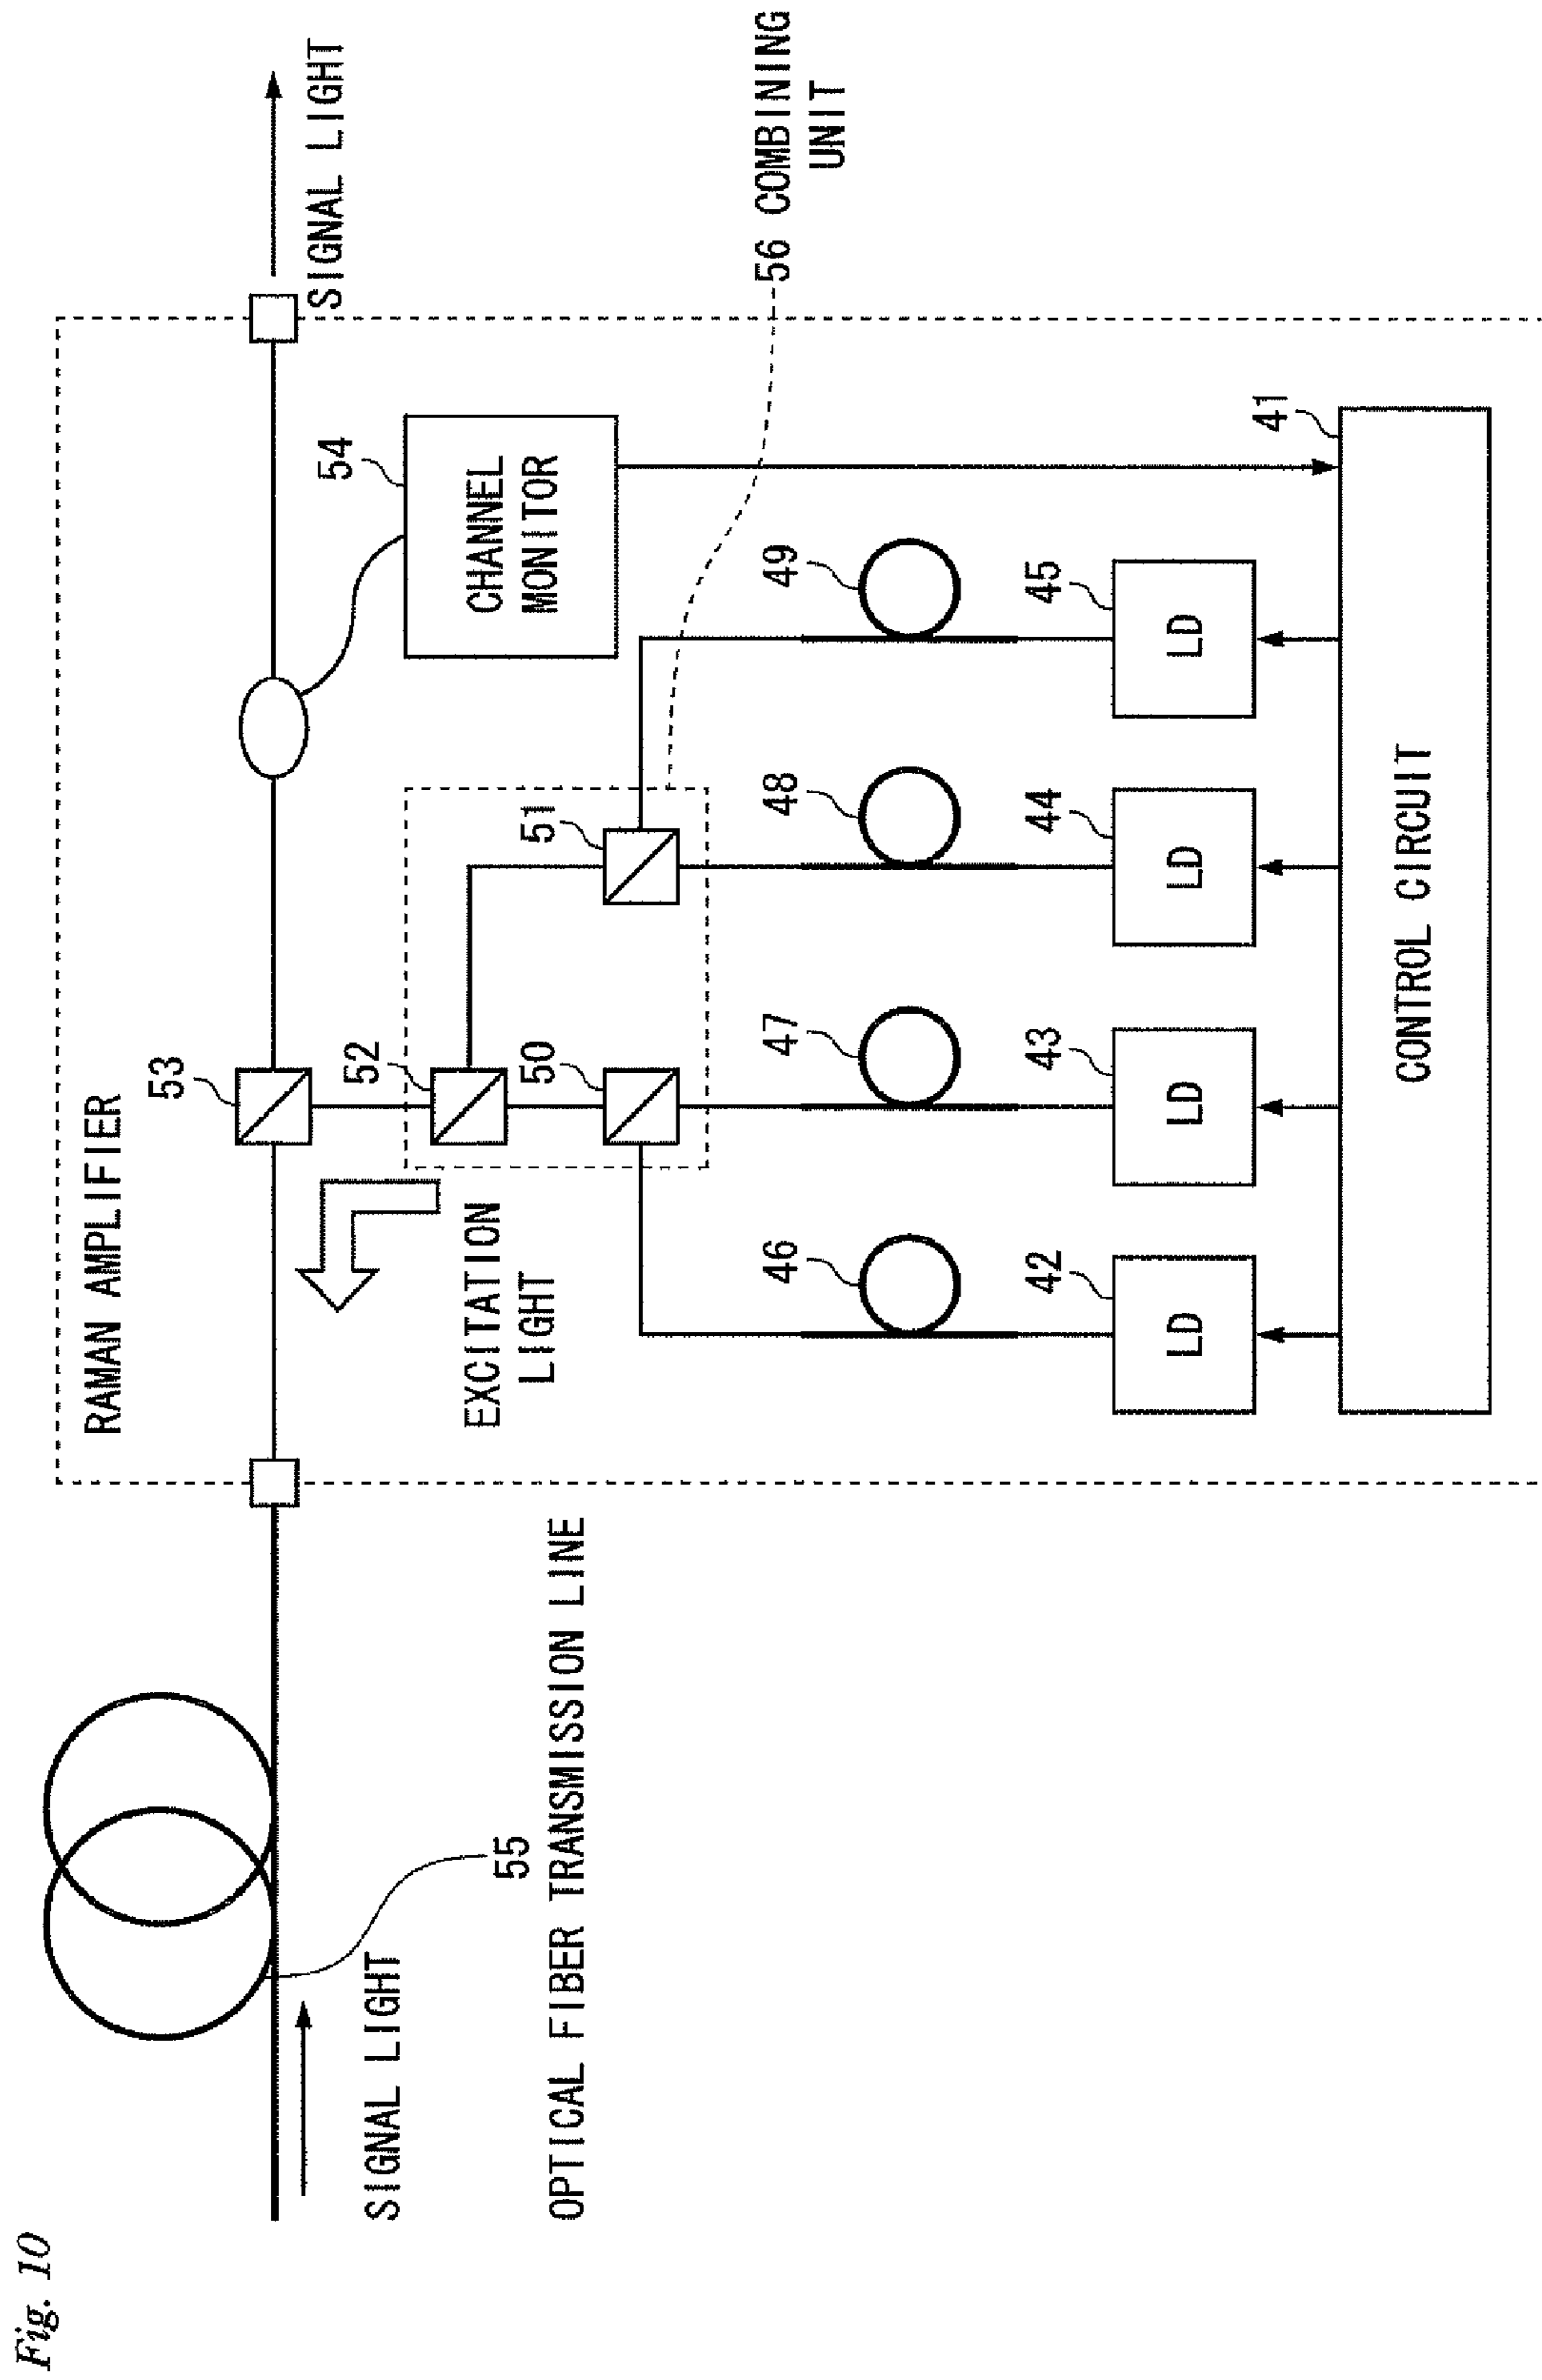 Fig. 10
RAMAN AMPLIFIER
53
SIGNAL LIGHT
SIGNAL LIGHT
55
OPTICAL FIBER TRANSMISSION LINE
EXCITATION
LIGHT
52
54
CHANNEL
MONITOR
50
51
56 COMBINING
UNIT
46
47
48
49
42
43
44
45
LD
LD
LD
LD
41
CONTROL CIRCUIT